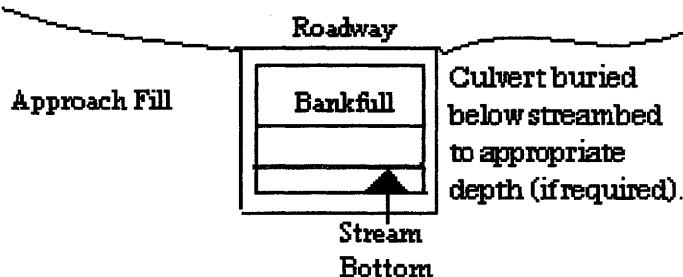 Roadway
Approach Fill
Bankfull
Culvert buried
below streambed
to appropriate
depth (if required).
Stream
Bottom